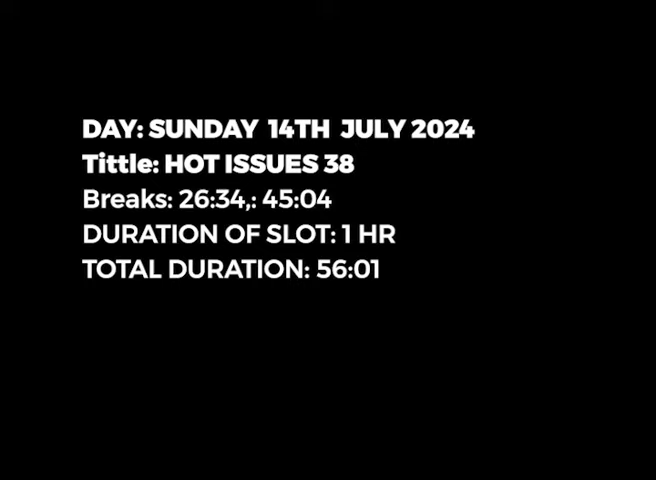 DAY: SUNDAY 14TH JULY 2024
Tittle: HOT ISSUES 38
Breaks: 26:34,: 45:04
DURATION OF SLOT: 1 HR
TOTAL DURATION: 56:01